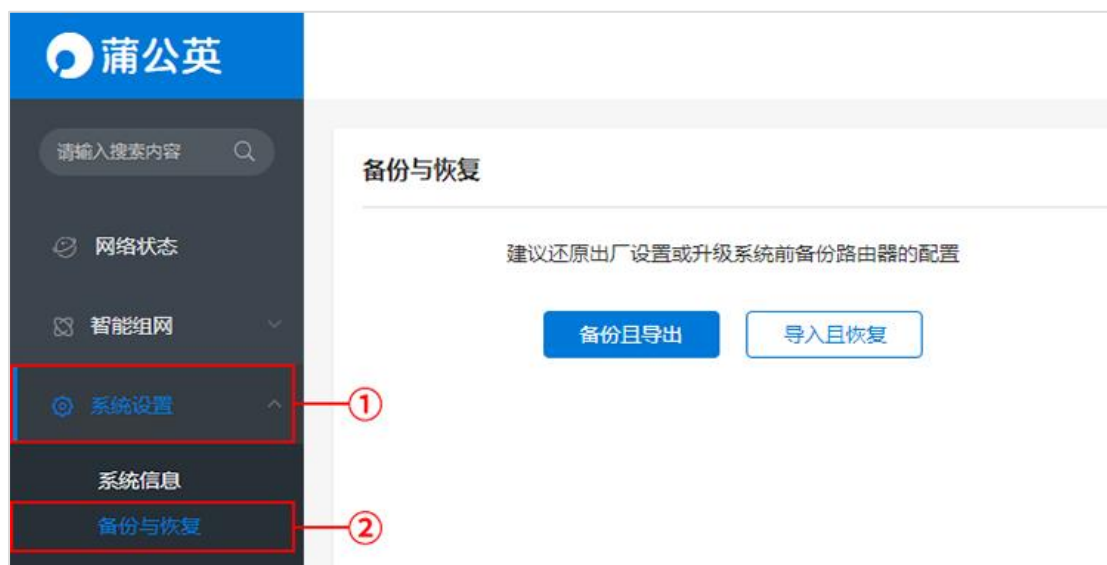 蒲公英
请输入搜索内容
网络状态
智能组网
系统设置
系统信息
备份与恢复
备份与恢复
建议还原出厂设置或升级系统前备份路由器的配置
备份且导出
导入且恢复
①
②